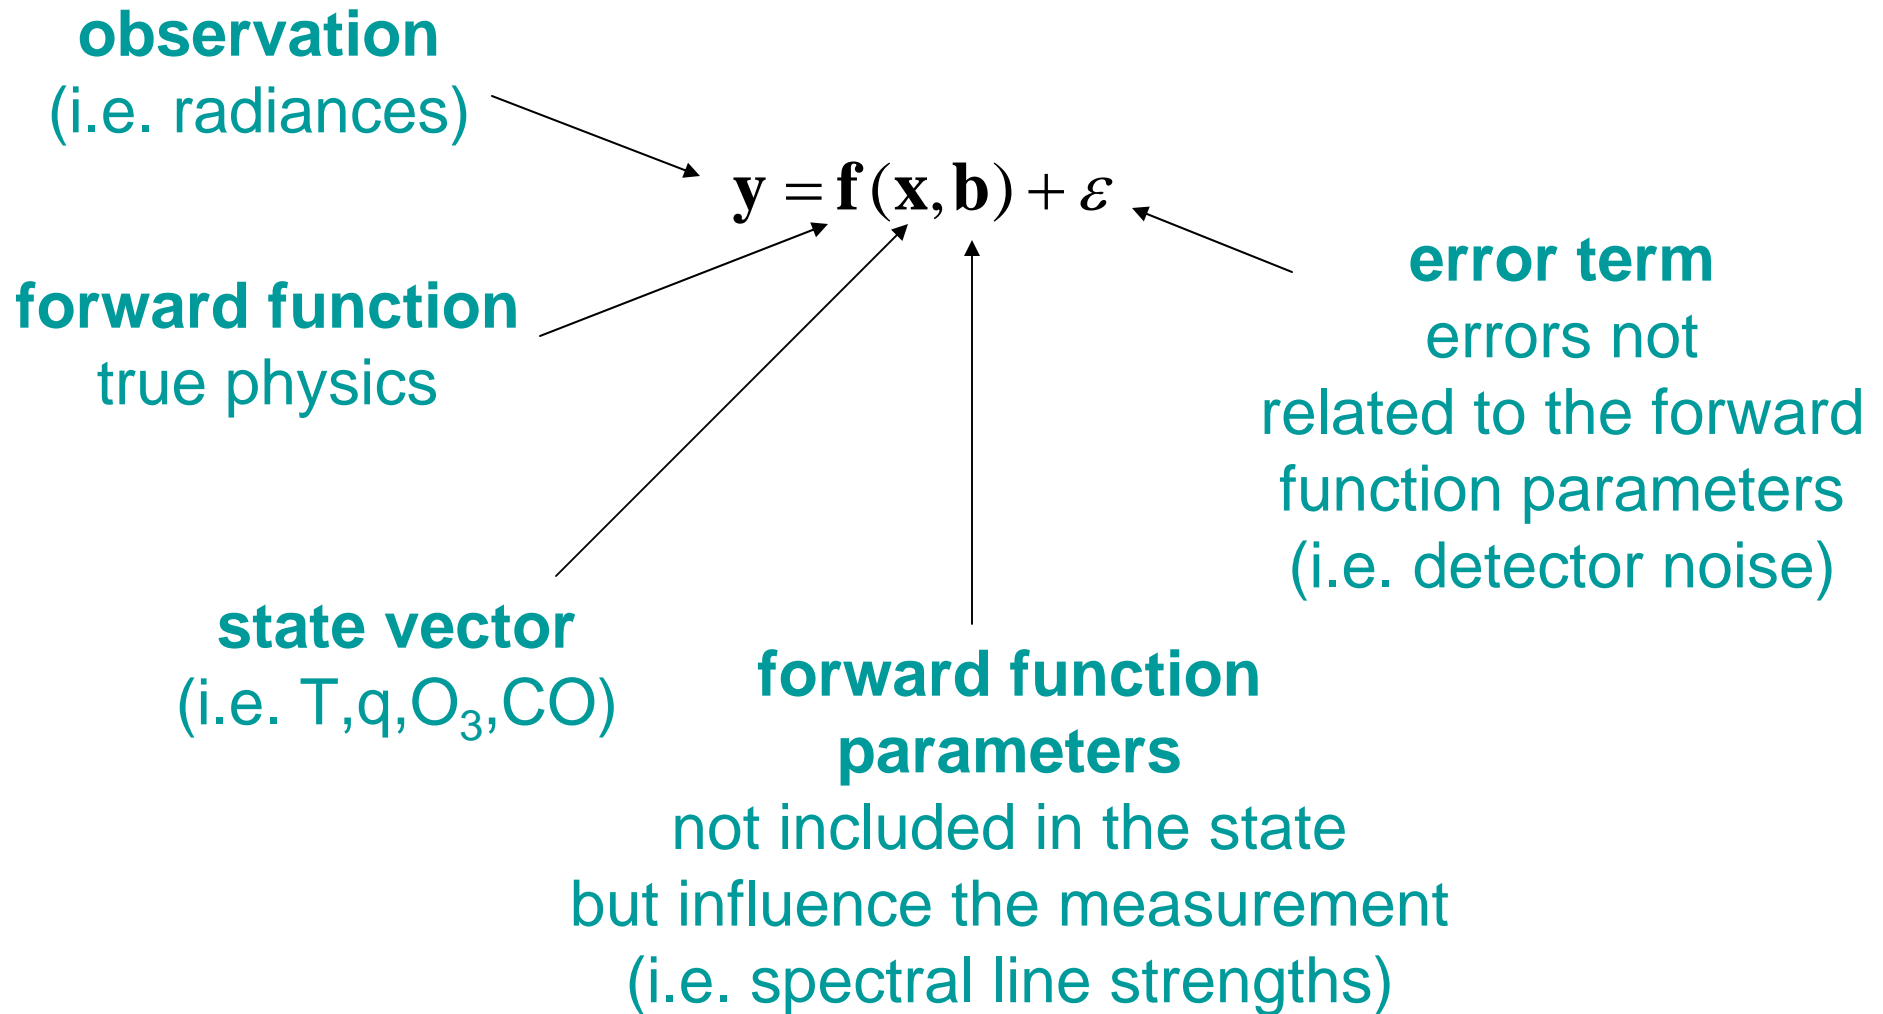 observation
(i.e. radiances)
y = f(x,b) + ε
forward function
true physics
error term
errors not
related to the forward
function parameters
(i.e. detector noise)
state vector
(i.e. T,q,O₃,CO)
forward function
parameters
not included in the state
but influence the measurement
(i.e. spectral line strengths)